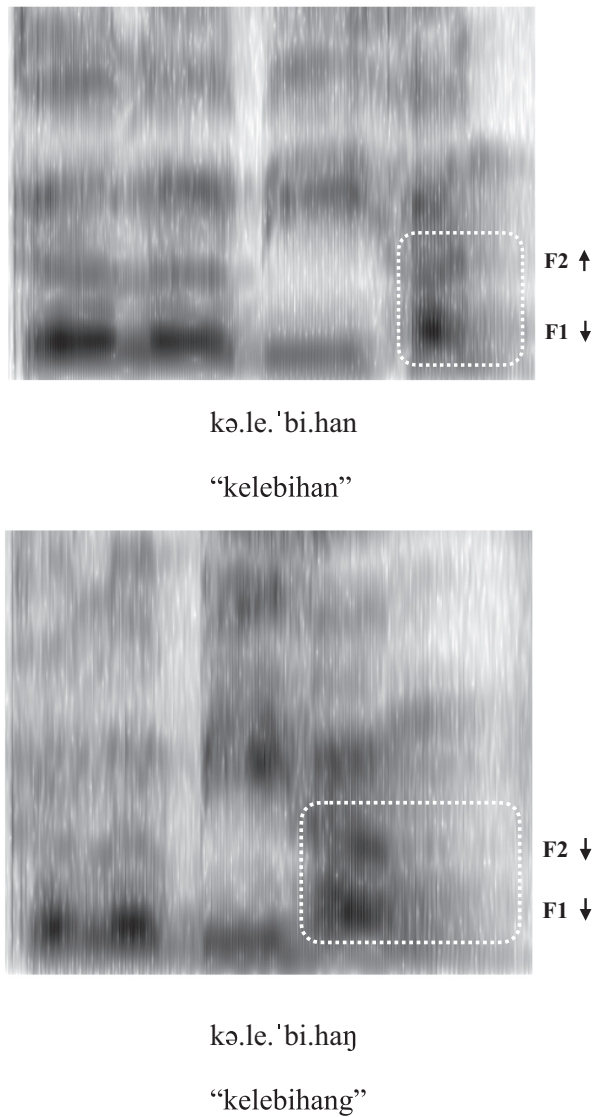 F2 ↑
F1 ↓
kə.le.ˈbi.han
“kelebihan”
F2 ↓
F1 ↓
kə.le.ˈbi.haŋ
“kelebihang”